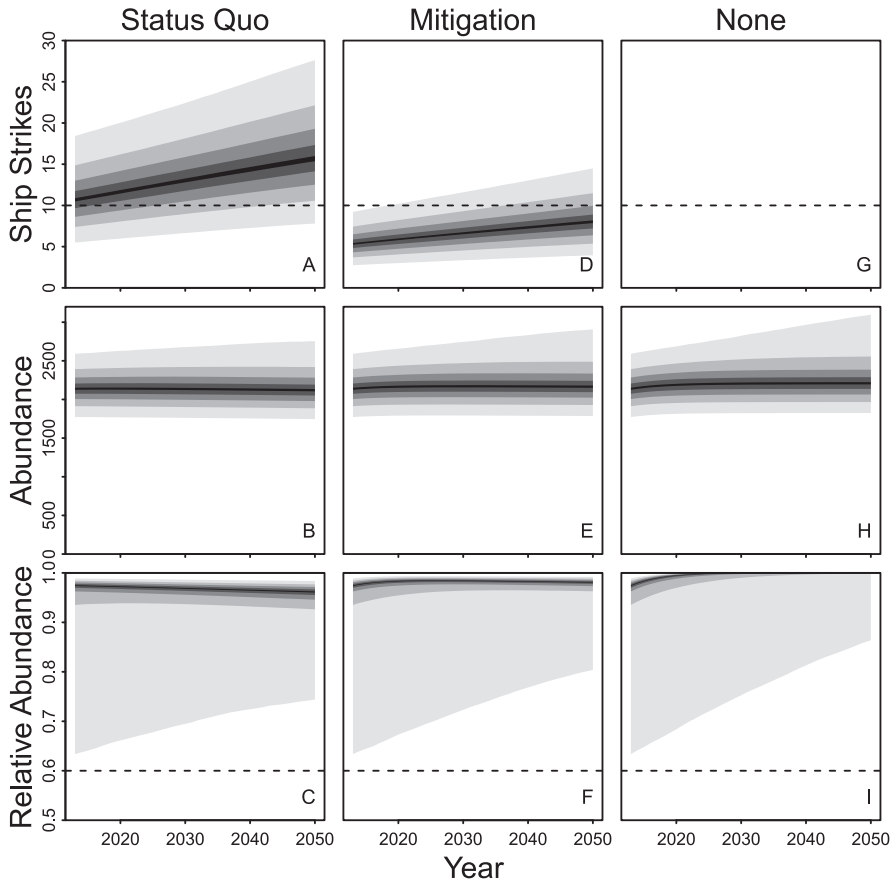 Status Quo Mitigation None
Ship Strikes
30
25
20
15
10
5
0
A D G
Abundance
2500
1500
500
0
B E H
Relative Abundance
1.0
0.9
0.8
0.7
0.6
0.5
C F I
2020 2030 2040 2050 2020 2030 2040 2050 2020 2030 2040 2050
Year